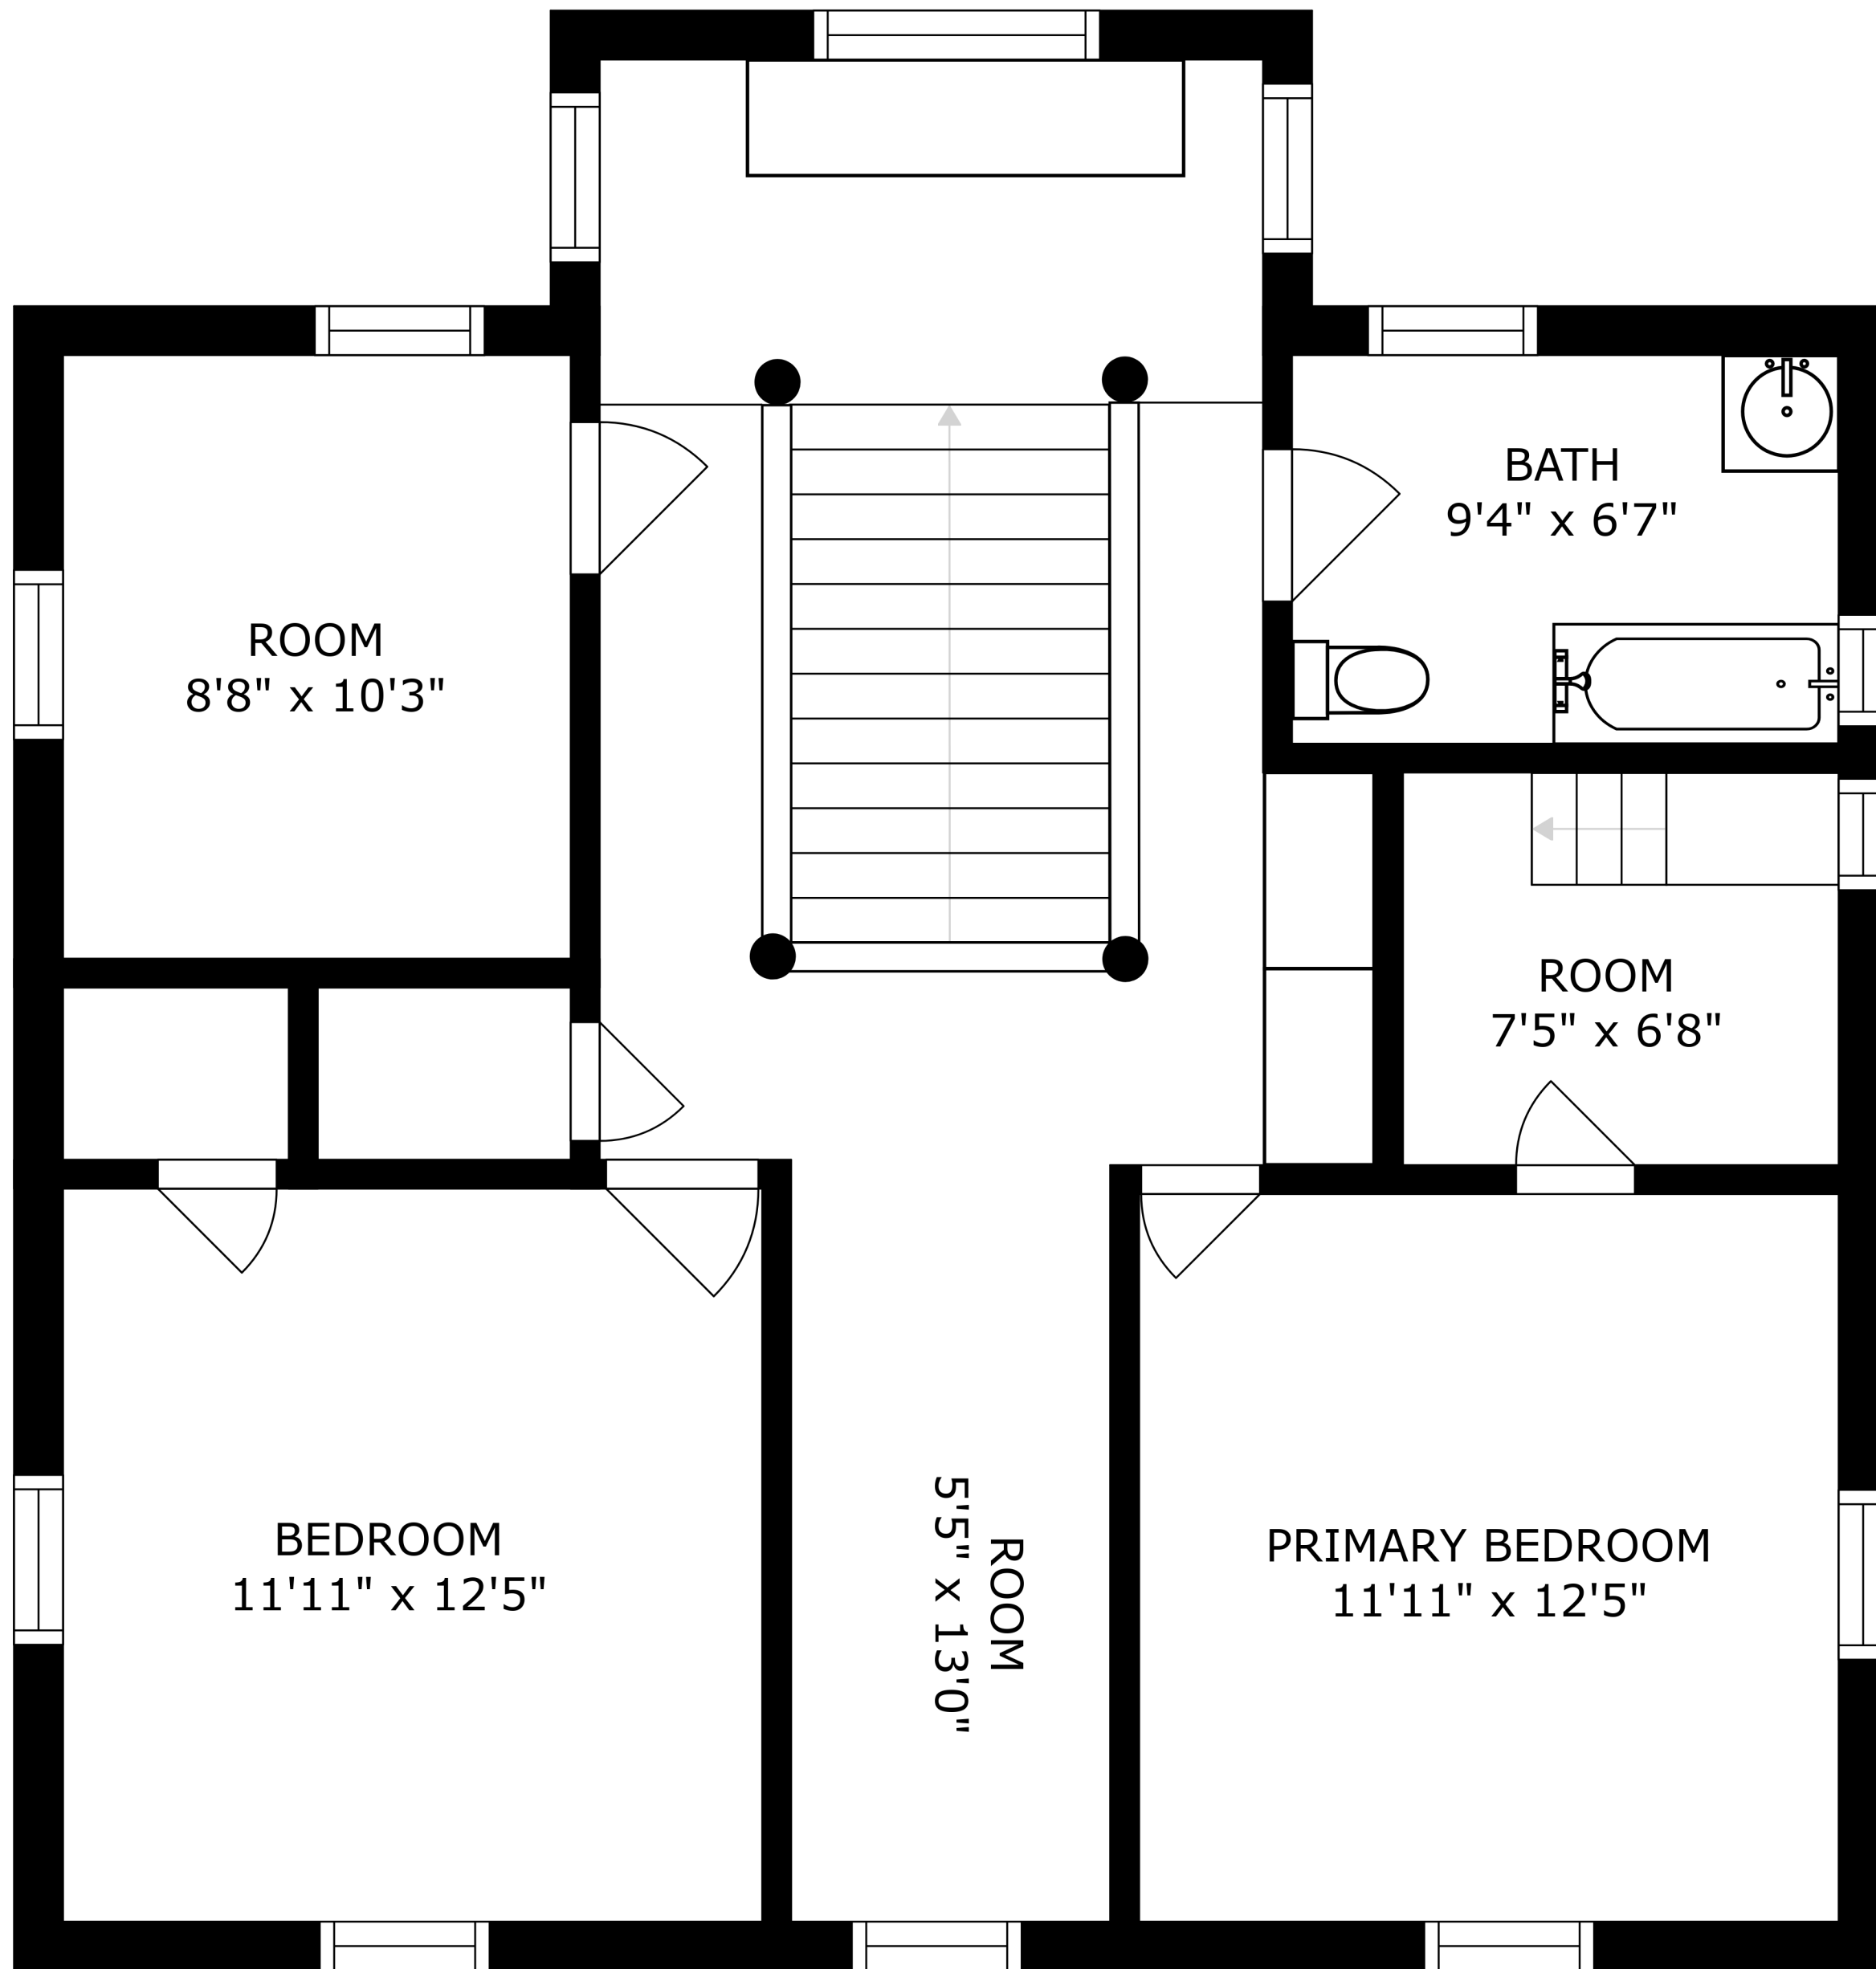 BATH
9'4" x 6'7"
ROOM
8'8" x 10'3"
ROOM
7'5" x 6'8"
BEDROOM
11'11" x 12'5"
ROOM
5'5" x 13'0"
PRIMARY BEDROOM
11'11" x 12'5"